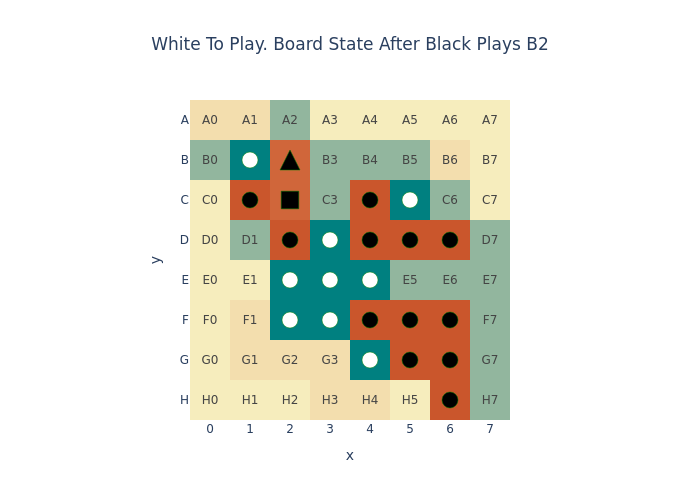 White To Play. Board State After Black Plays B2
A A0 A1 A2 A3 A4 A5 A6 A7
B B0 B3 B4 B5 B6 B7
C C0 C3 C6 C7
D D0 D1 D7
E E0 E1 E5 E6 E7
F F0 F1 F7
G G0 G1 G2 G3 G7
H H0 H1 H2 H3 H4 H5 H7
0 1 2 3 4 5 6 7
x
y